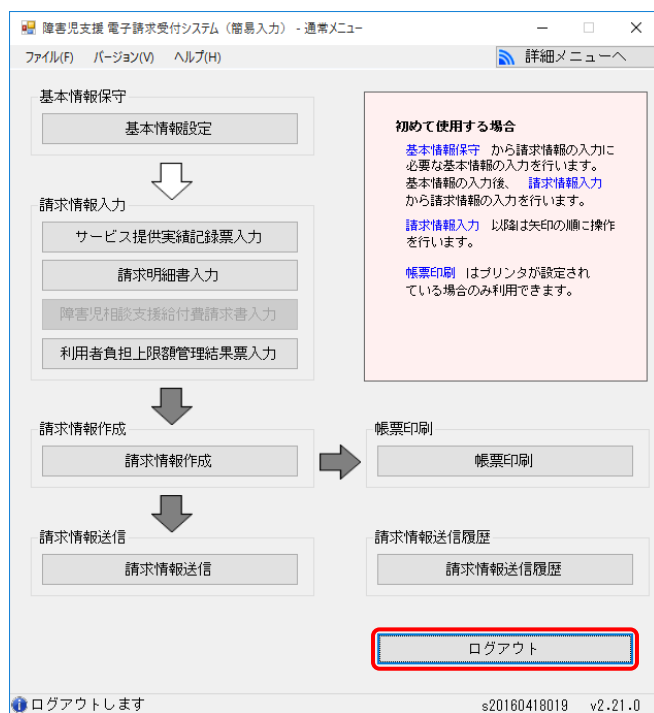 障害児支援 電子請求受付システム（簡易入力） - 通常メニュー
ファイル(F) バージョン(V) ヘルプ(H)
詳細メニューへ
基本情報保守
基本情報設定
初めて使用する場合
基本情報保守 から請求情報の入力に
必要な基本情報の入力を行います。
基本情報の入力後、 請求情報入力
から請求情報の入力を行います。
請求情報入力 以降は矢印の順に操作
を行います。
帳票印刷 はプリンタが設定され
ている場合のみ利用できます。
請求情報入力
サービス提供実績記録票入力
請求明細書入力
障害児相談支援給付費請求書入力
利用者負担上限額管理結果票入力
請求情報作成
請求情報作成
帳票印刷
帳票印刷
請求情報送信
請求情報送信
請求情報送信履歴
請求情報送信履歴
ログアウト
ログアウトします
s20160418019 v2.21.0